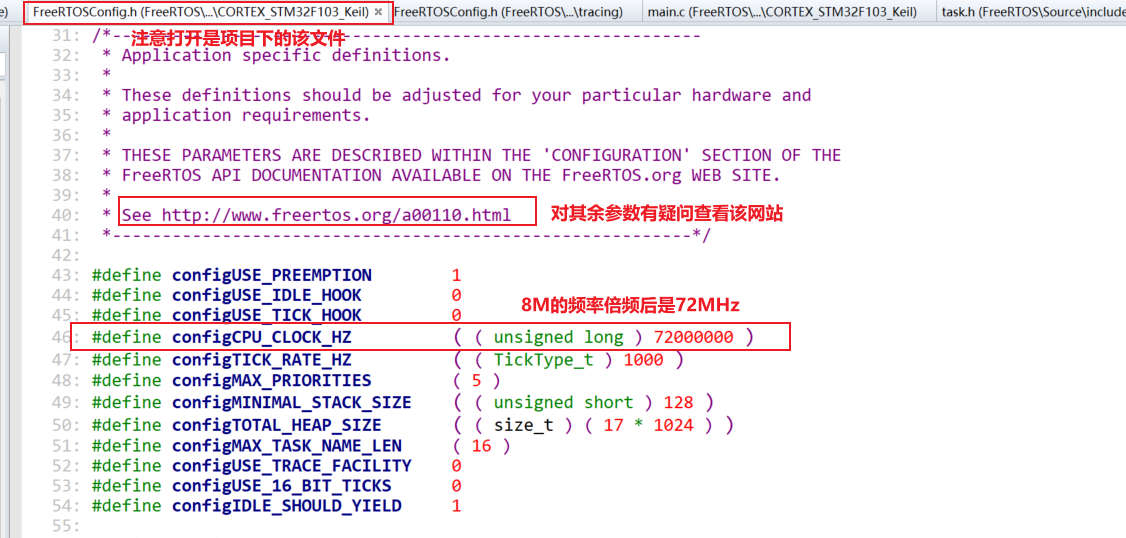 e)
FreeRTOSConfig.h (FreeRTOS\...\CORTEX_STM32F103_Keil) ×
FreeRTOSConfig.h (FreeRTOS\...\tracing)
main.c (FreeRTOS\...\CORTEX_STM32F103_Keil)
task.h (FreeRTOS\Source\include
31: /*-----------------------------------------------------------
注意打开是项目下的该文件
32:  * Application specific definitions.
33:  *
34:  * These definitions should be adjusted for your particular hardware and
35:  * application requirements.
36:  *
37:  * THESE PARAMETERS ARE DESCRIBED WITHIN THE 'CONFIGURATION' SECTION OF THE
38:  * FreeRTOS API DOCUMENTATION AVAILABLE ON THE FreeRTOS.org WEB SITE.
39:  *
40:  * See http://www.freertos.org/a00110.html
对其余参数有疑问查看该网站
41:  *----------------------------------------------------------*/
42:
43: #define configUSE_PREEMPTION 1
44: #define configUSE_IDLE_HOOK 0
45: #define configUSE_TICK_HOOK 0
8M的频率倍频后是72MHz
46: #define configCPU_CLOCK_HZ ( ( unsigned long ) 72000000 )
47: #define configTICK_RATE_HZ ( ( TickType_t ) 1000 )
48: #define configMAX_PRIORITIES ( 5 )
49: #define configMINIMAL_STACK_SIZE ( ( unsigned short ) 128 )
50: #define configTOTAL_HEAP_SIZE ( ( size_t ) ( 17 * 1024 ) )
51: #define configMAX_TASK_NAME_LEN ( 16 )
52: #define configUSE_TRACE_FACILITY 0
53: #define configUSE_16_BIT_TICKS 0
54: #define configIDLE_SHOULD_YIELD 1
55: